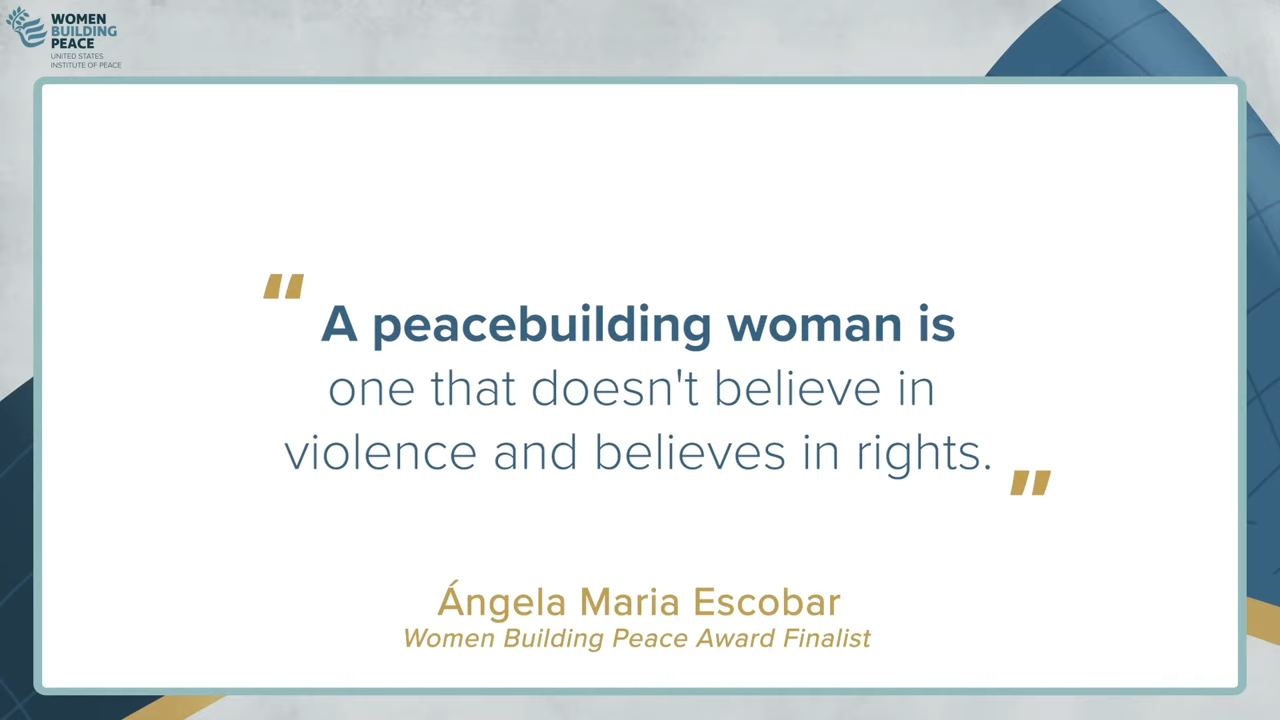 WOMEN
BUILDING
PEACE
UNITED STATES
INSTITUTE OF PEACE
"A peacebuilding woman is
one that doesn't believe in
violence and believes in rights."
Ángela Maria Escobar
Women Building Peace Award Finalist